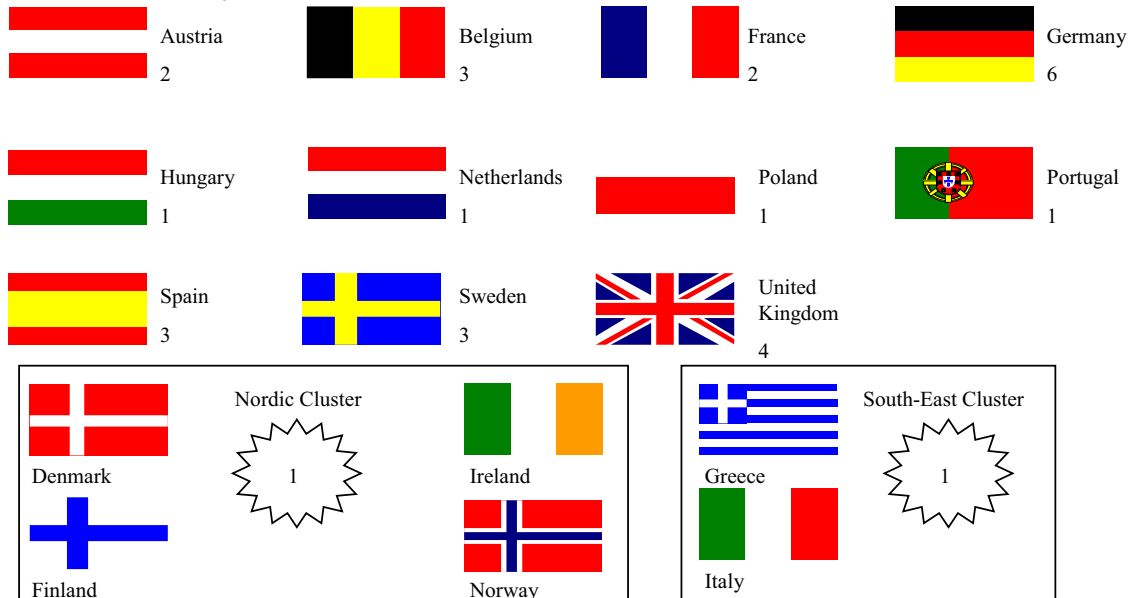 Austria
2
Belgium
3
France
2
Germany
6
Hungary
1
Netherlands
1
Poland
1
Portugal
1
Spain
3
Sweden
3
United
Kingdom
4
Nordic Cluster
1
Denmark
Ireland
Finland
Norway
South-East Cluster
1
Greece
Italy